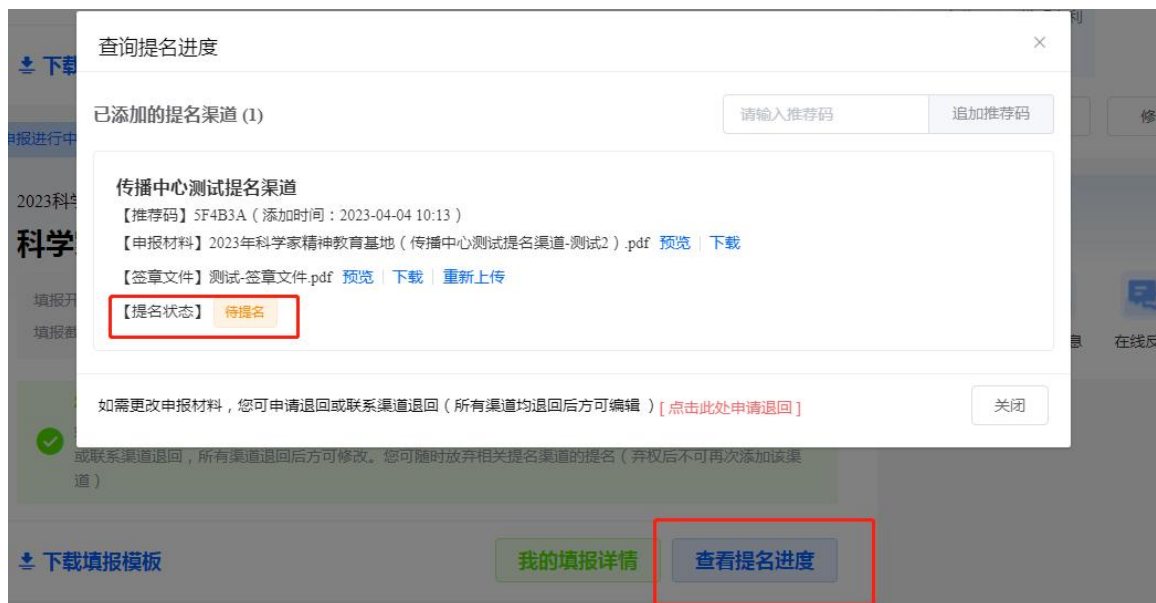 利
查询提名进度
下载
已添加的提名渠道 (1)
请输入推荐码
追加推荐码
修
申报进行中
传播中心测试提名渠道
【推荐码】5F4B3A（添加时间：2023-04-04 10:13）
2023科学
【申报材料】2023年科学家精神教育基地（传播中心测试提名渠道-测试2）.pdf 预览 下载
科学
【签章文件】测试-签章文件.pdf 预览 下载 重新上传
填报开
【提名状态】 待提名
填报截
息
在线反
如需更改申报材料，您可申请退回或联系渠道退回（所有渠道均退回后方可编辑）[ 点击此处申请退回 ]
关闭
或联系渠道退回，所有渠道退回后方可修改。您可随时放弃相关提名渠道的提名（弃权后不可再次添加该渠
道）
下载填报模板
我的填报详情
查看提名进度